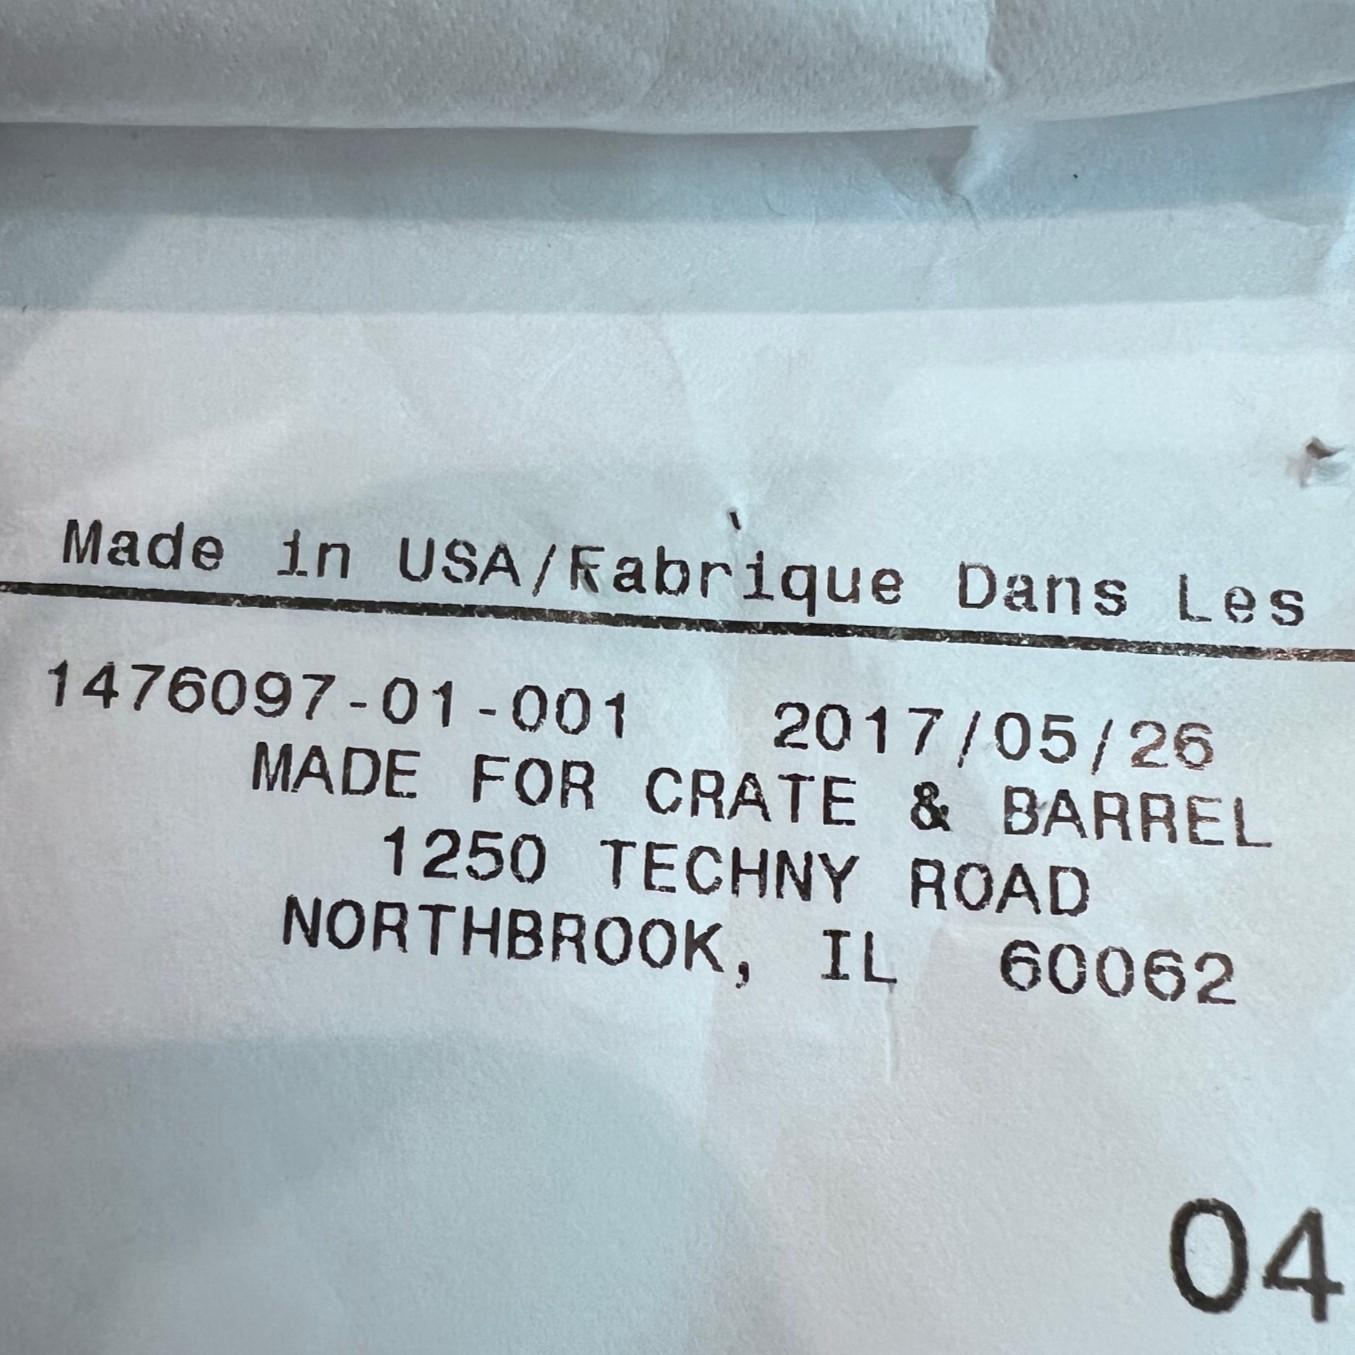 Made in USA/Fabrique Dans Les
1476097-01-001 2017/05/26
MADE FOR CRATE & BARREL
1250 TECHNY ROAD
NORTHBROOK, IL 60062
04